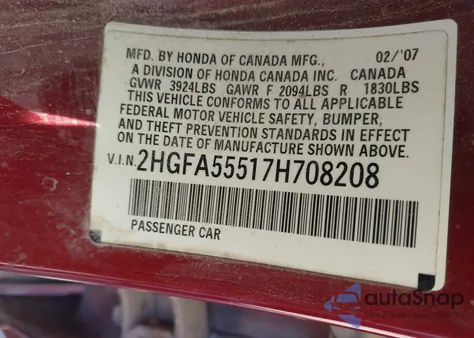 MFD. BY HONDA OF CANADA MFG., 02/'07
A DIVISION OF HONDA CANADA INC. CANADA
GVWR 3924LBS GAWR F 2094LBS R 1830LBS
THIS VEHICLE CONFORMS TO ALL APPLICABLE
FEDERAL MOTOR VEHICLE SAFETY, BUMPER,
AND THEFT PREVENTION STANDARDS IN EFFECT
ON THE DATE OF MANUFACTURE SHOWN ABOVE.
V.I.N. 2HGFA55517H708208
PASSENGER CAR
autoSnap